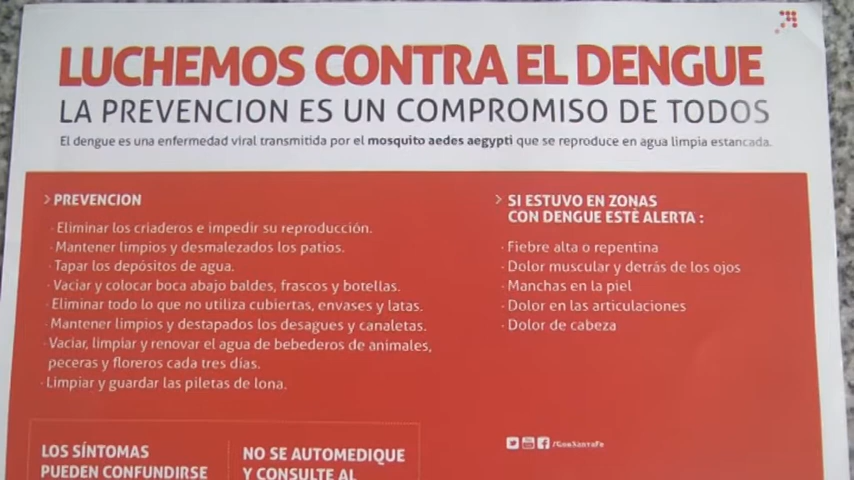 LUCHEMOS CONTRA EL DENGUE
LA PREVENCION ES UN COMPROMISO DE TODOS
El dengue es una enfermedad viral transmitida por el mosquito aedes aegypti que se reproduce en agua limpia estancada.
> PREVENCION
· Eliminar los criaderos e impedir su reproducción.
· Mantener limpios y desmalezados los patios.
· Tapar los depósitos de agua.
· Vaciar y colocar boca abajo baldes, frascos y botellas.
· Eliminar todo lo que no utiliza cubiertas, envases y latas.
· Mantener limpios y destapados los desagues y canaletas.
· Vaciar, limpiar y renovar el agua de bebederos de animales,
peceras y floreros cada tres días.
· Limpiar y guardar las piletas de lona.
> SI ESTUVO EN ZONAS
CON DENGUE ESTÈ ALERTA :
· Fiebre alta o repentina
· Dolor muscular y detrás de los ojos
· Manchas en la piel
· Dolor en las articulaciones
· Dolor de cabeza
/GobSantaFe
LOS SÍNTOMAS
PUEDEN CONFUNDIRSE
NO SE AUTOMEDIQUE
Y CONSULTE AL